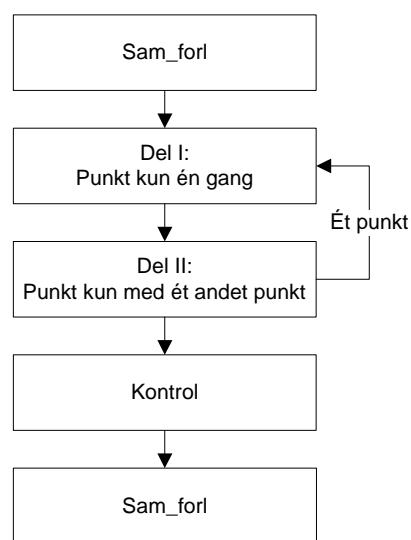 Sam_forl
Del I:
Punkt kun én gang
Ét punkt
Del II:
Punkt kun med ét andet punkt
Kontrol
Sam_forl